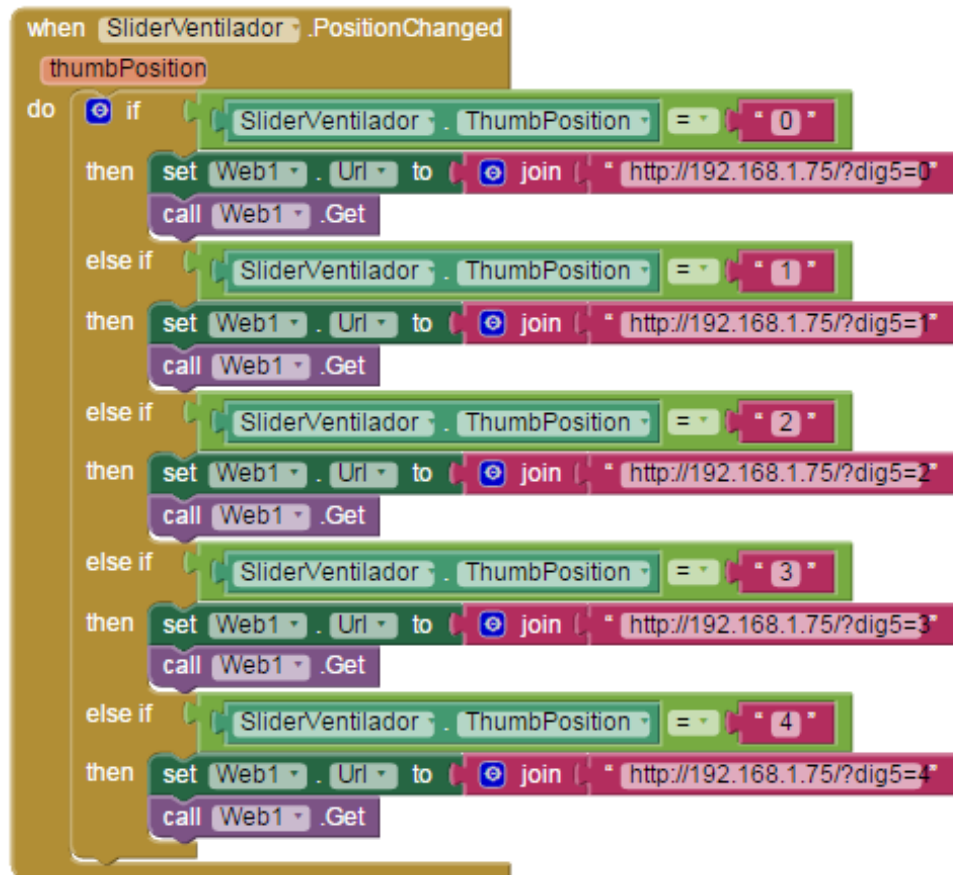 when SliderVentilador .PositionChanged
thumbPosition
do if SliderVentilador . ThumbPosition = " 0 "
then set Web1 . Url to join " http://192.168.1.75/?dig5=0"
call Web1 .Get
else if SliderVentilador . ThumbPosition = " 1 "
then set Web1 . Url to join " http://192.168.1.75/?dig5=1"
call Web1 .Get
else if SliderVentilador . ThumbPosition = " 2 "
then set Web1 . Url to join " http://192.168.1.75/?dig5=2"
call Web1 .Get
else if SliderVentilador . ThumbPosition = " 3 "
then set Web1 . Url to join " http://192.168.1.75/?dig5=3"
call Web1 .Get
else if SliderVentilador . ThumbPosition = " 4 "
then set Web1 . Url to join " http://192.168.1.75/?dig5=4"
call Web1 .Get